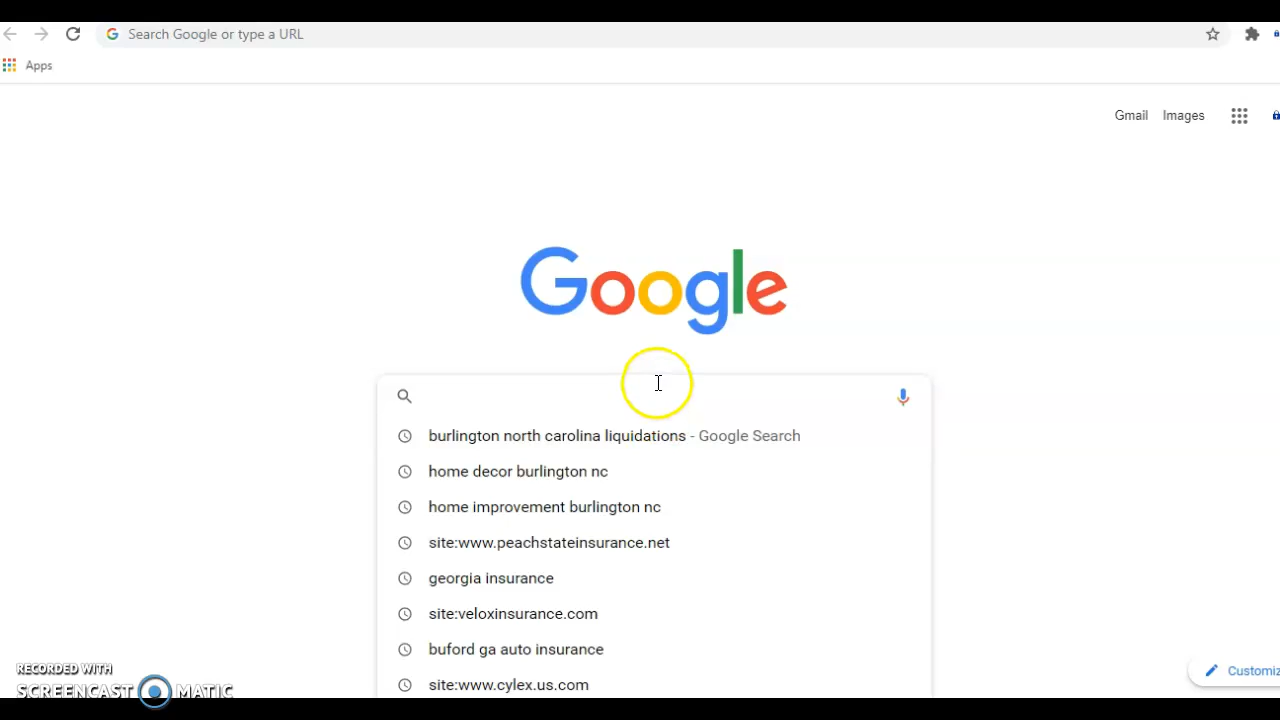 Search Google or type a URL
Apps
Gmail Images
Google
burlington north carolina liquidations - Google Search
home decor burlington nc
home improvement burlington nc
site:www.peachstateinsurance.net
georgia insurance
site:veloxinsurance.com
buford ga auto insurance
site:www.cylex.us.com
Customiz
RECORDED WITH
SCREENCAST MATIC